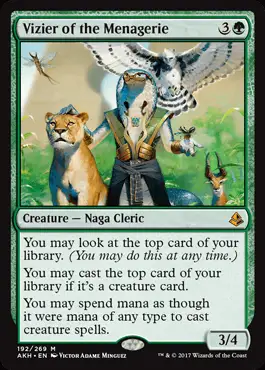 Vizier of the Menagerie 3
Creature — Naga Cleric
You may look at the top card of your
library. (You may do this at any time.)
You may cast the top card of your
library if it's a creature card.
You may spend mana as though
it were mana of any type to cast
creature spells.
3/4
192/269 M
AKH • EN Victor Adame Minguez
™ & © 2017 Wizards of the Coast